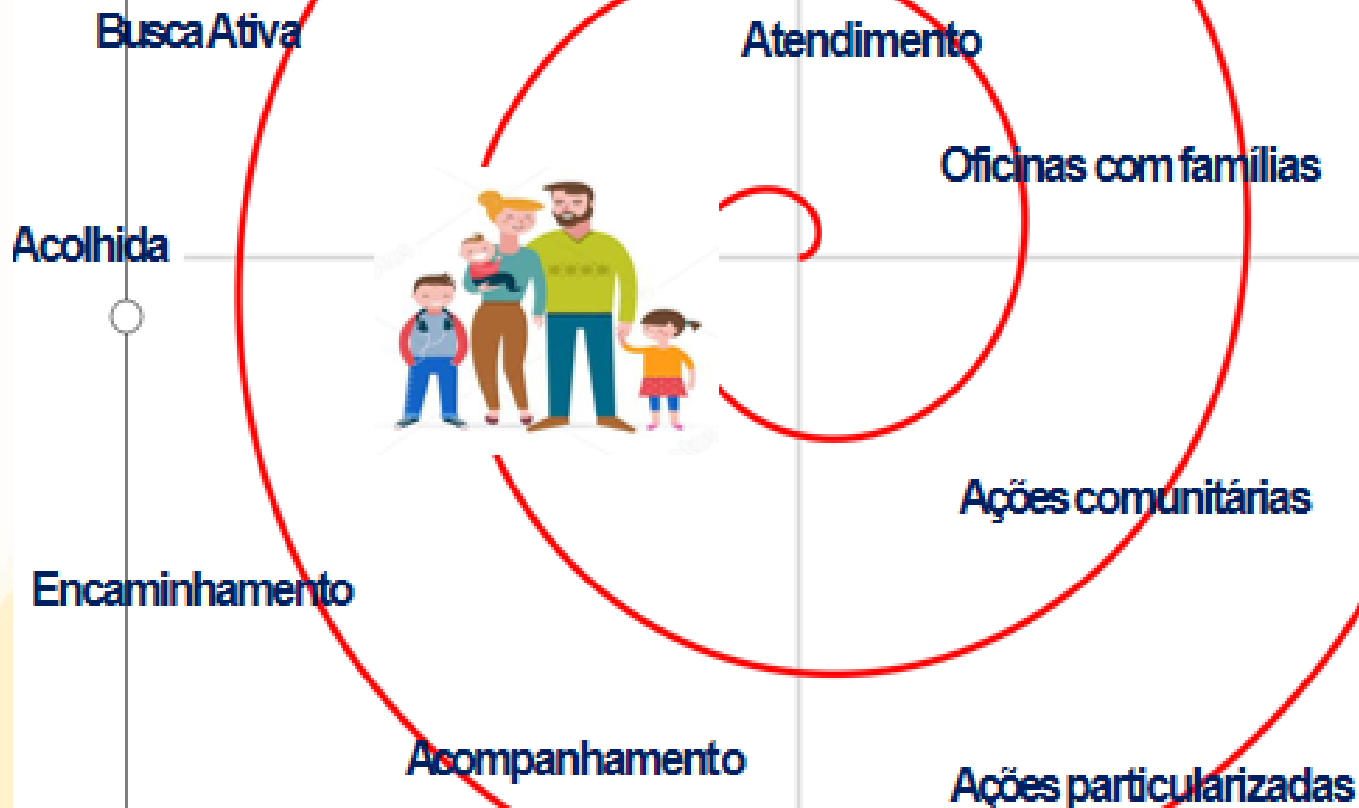 Busca Ativa
Atendimento
Oficinas com famílias
Acolhida
Ações comunitárias
Encaminhamento
Acompanhamento
Ações particularizadas